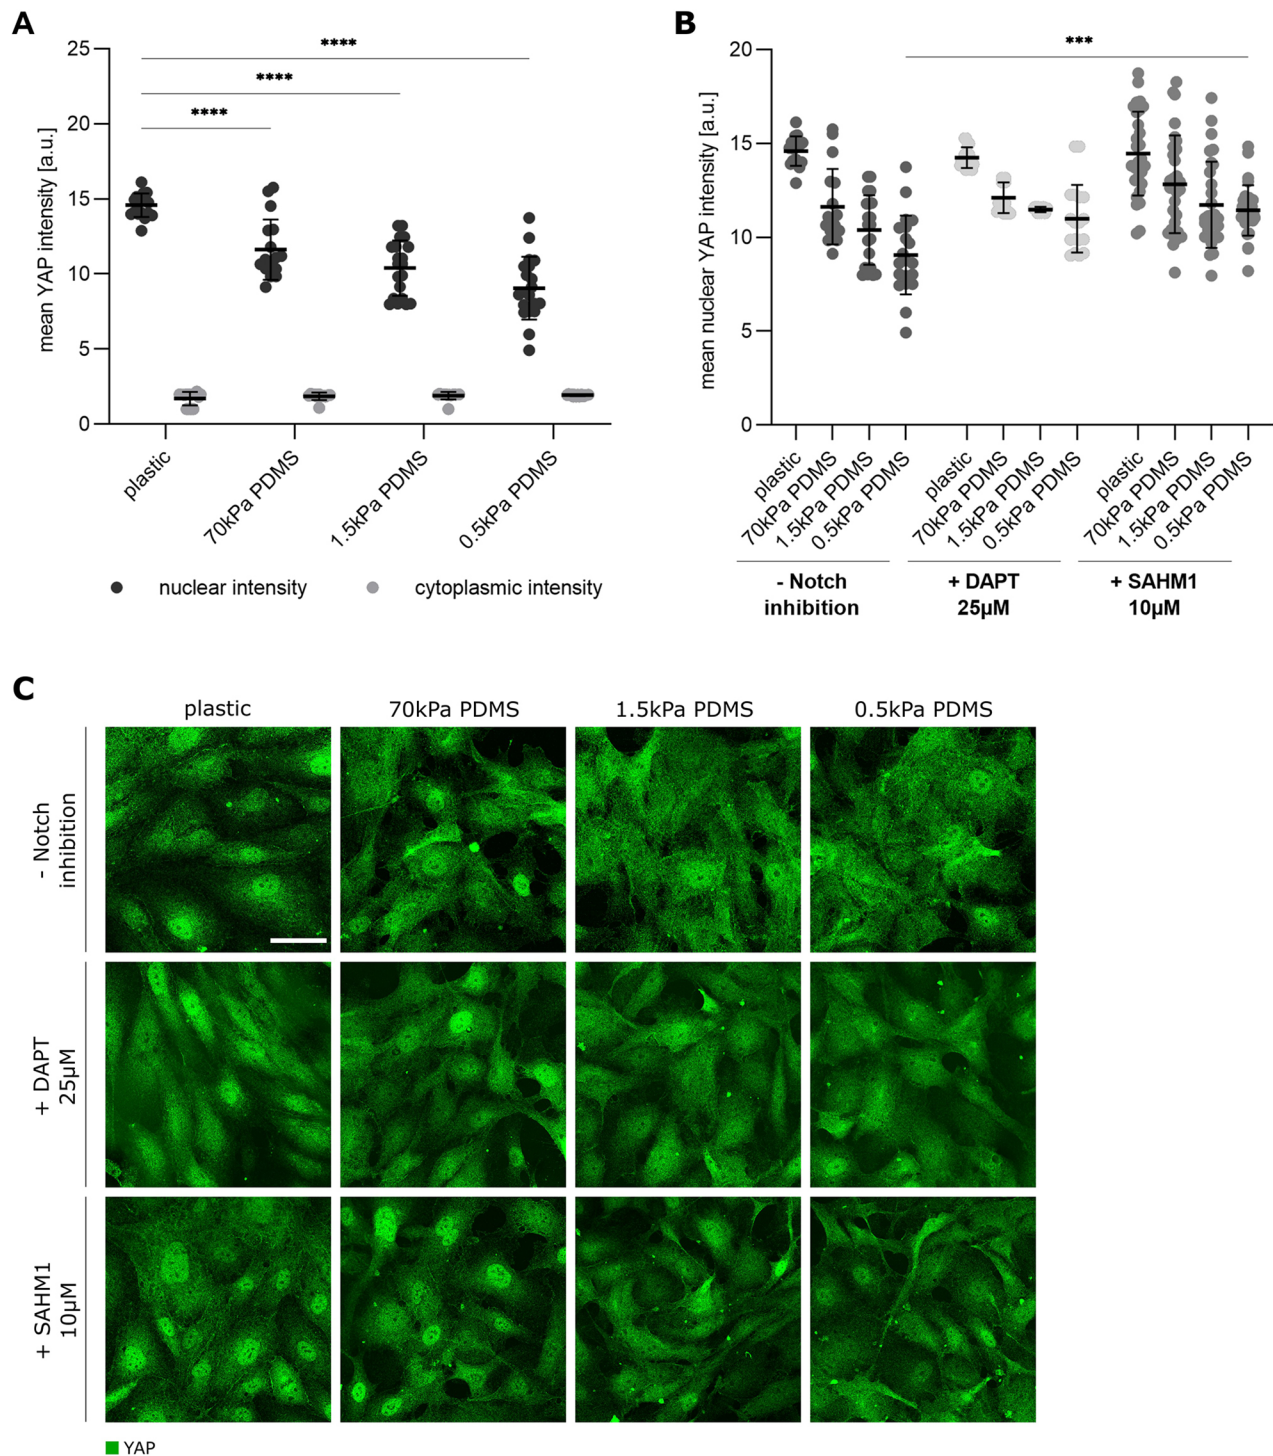 A
mean YAP intensity [a.u.]
25
20
15
10
5
0
****
****
****
plastic
70kPa PDMS
1.5kPa PDMS
0.5kPa PDMS
nuclear intensity
cytoplasmic intensity
B
mean nuclear YAP intensity [a.u.]
20
15
10
5
0
***
plastic
70kPa PDMS
1.5kPa PDMS
0.5kPa PDMS
plastic
70kPa PDMS
1.5kPa PDMS
0.5kPa PDMS
plastic
70kPa PDMS
1.5kPa PDMS
0.5kPa PDMS
- Notch
inhibition
+ DAPT
25µM
+ SAHM1
10µM
C
plastic
70kPa PDMS
1.5kPa PDMS
0.5kPa PDMS
- Notch
inhibition
+ DAPT
25µM
+ SAHM1
10µM
YAP